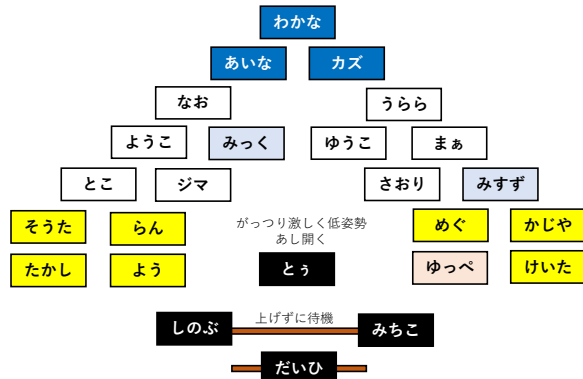 わかな
あいな カズ
なお うらら
ようこ みっく ゆうこ まぁ
とこ ジマ さおり みすず
そうた らん がっつり激しく低姿勢 めぐ かじや
あし開く
たかし よう とぅ ゆっぺ けいた
しのぶ 上げずに待機 みちこ
だいひ